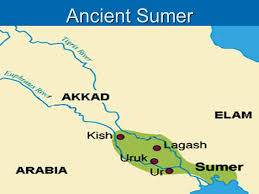 Ancient Sumer
Tigris River
Euphrates River
AKKAD
ELAM
Kish
Lagash
Uruk
Ur
Sumer
ARABIA